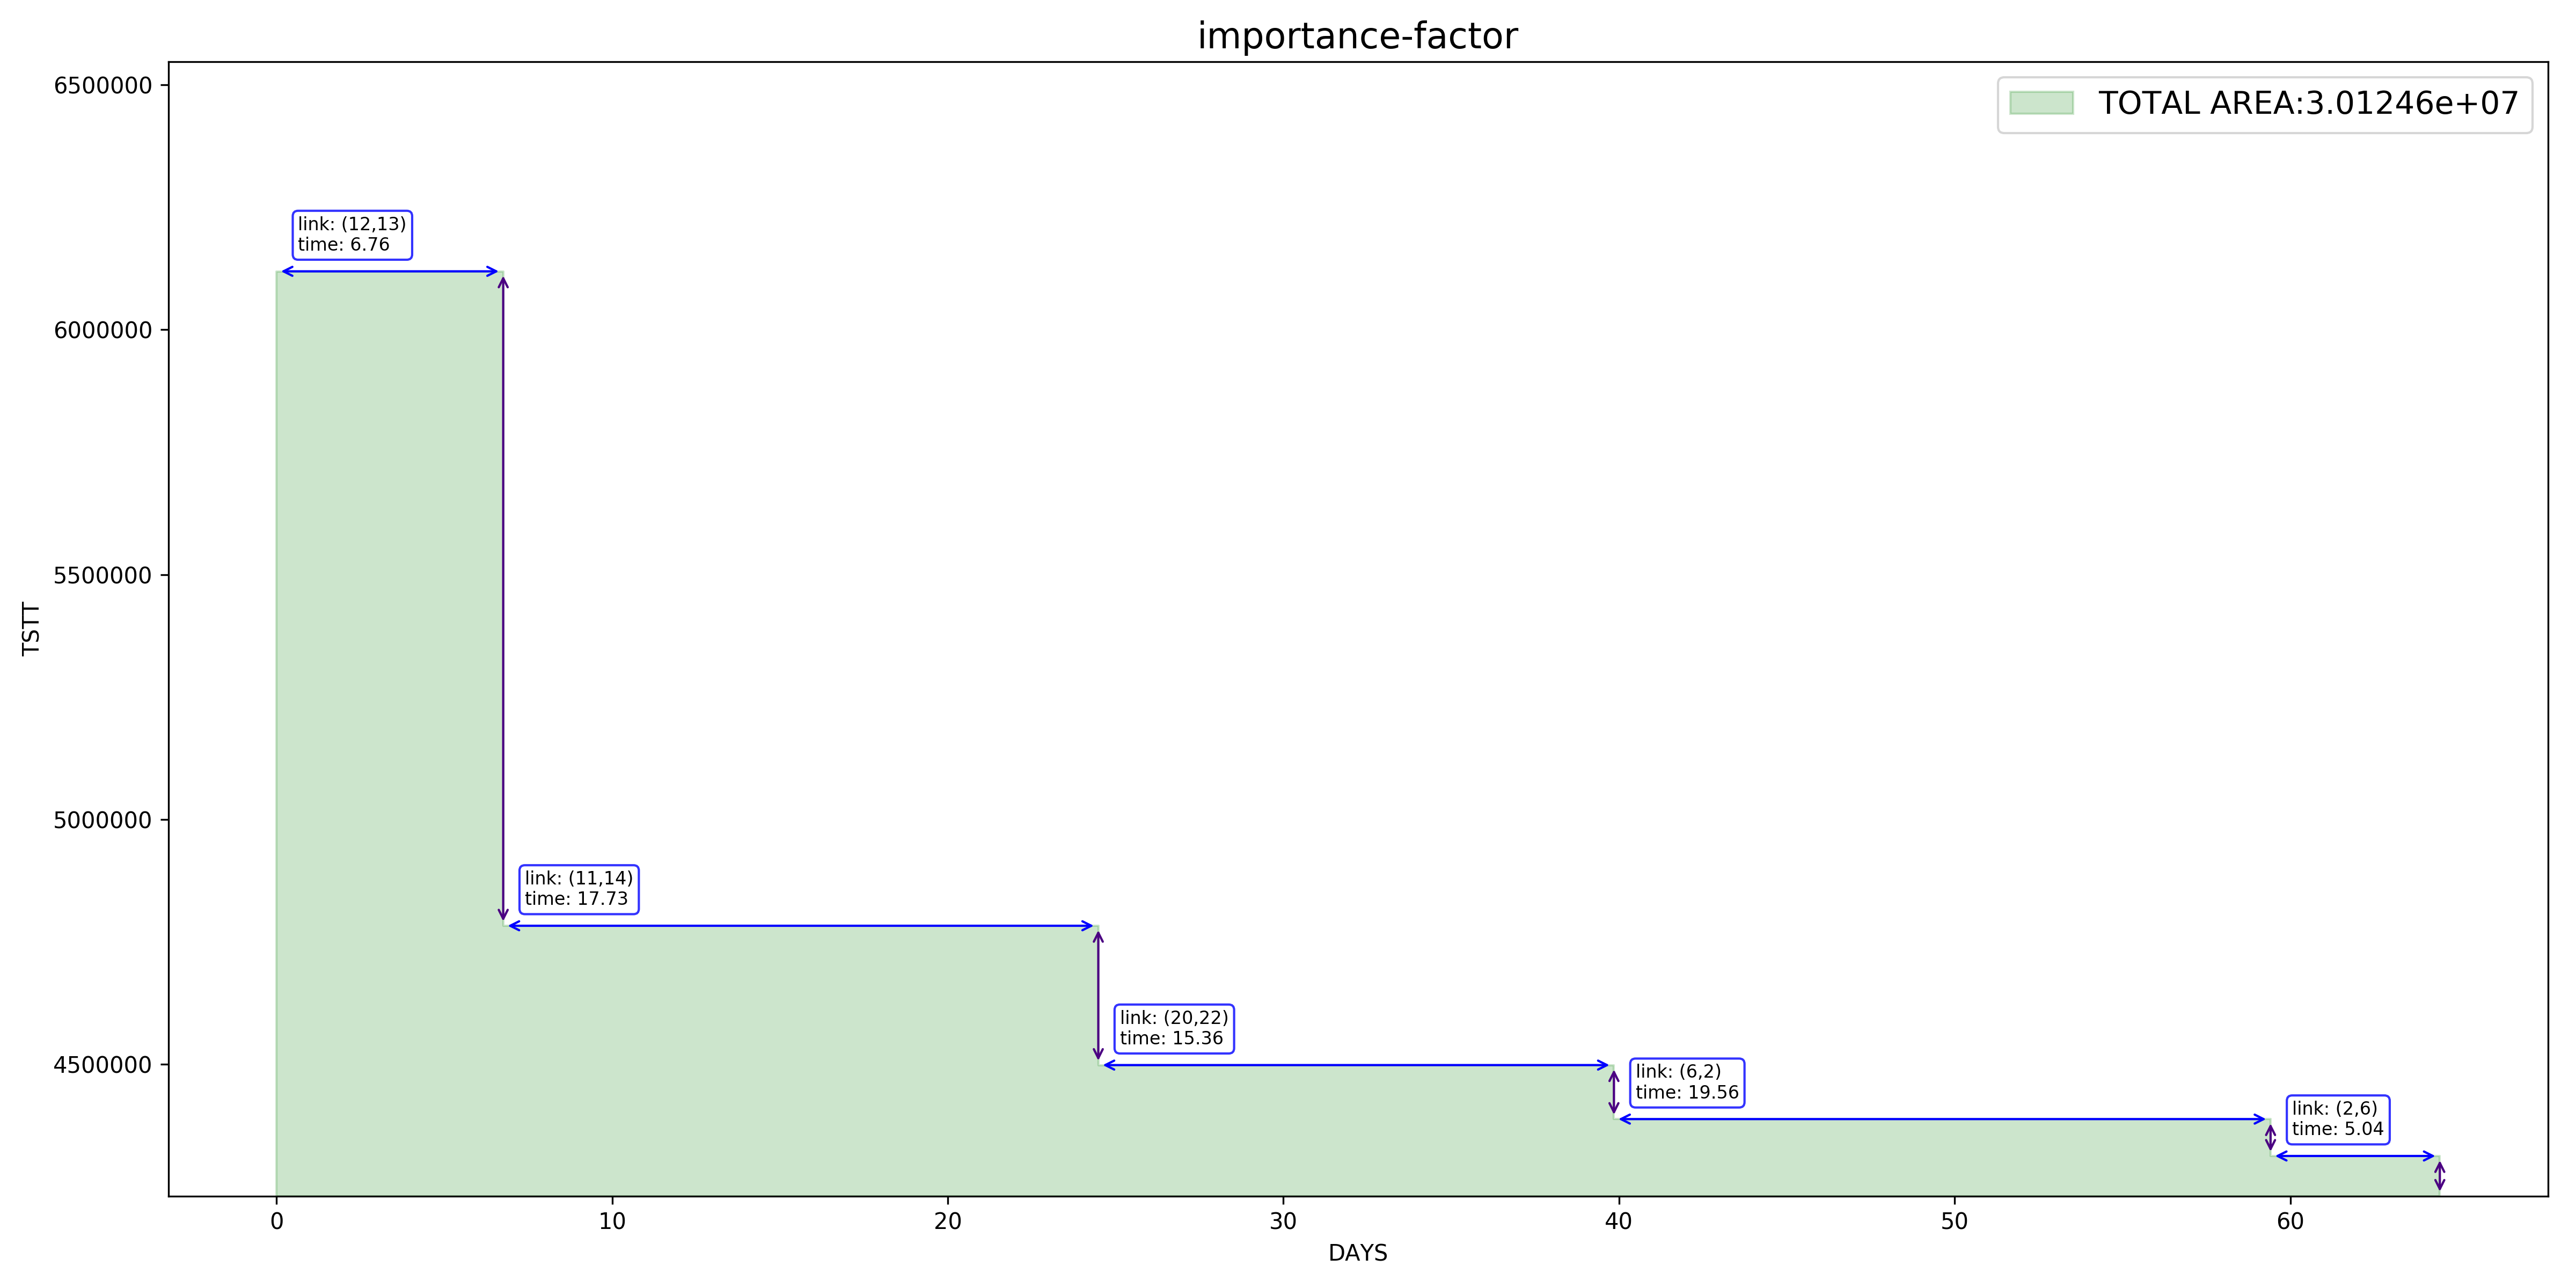 importance-factor
TOTAL AREA:3.01246e+07
TSTT
6500000
6000000
5500000
5000000
4500000
link: (12,13)
time: 6.76
link: (11,14)
time: 17.73
link: (20,22)
time: 15.36
link: (6,2)
time: 19.56
link: (2,6)
time: 5.04
0
10
20
30
40
50
60
DAYS